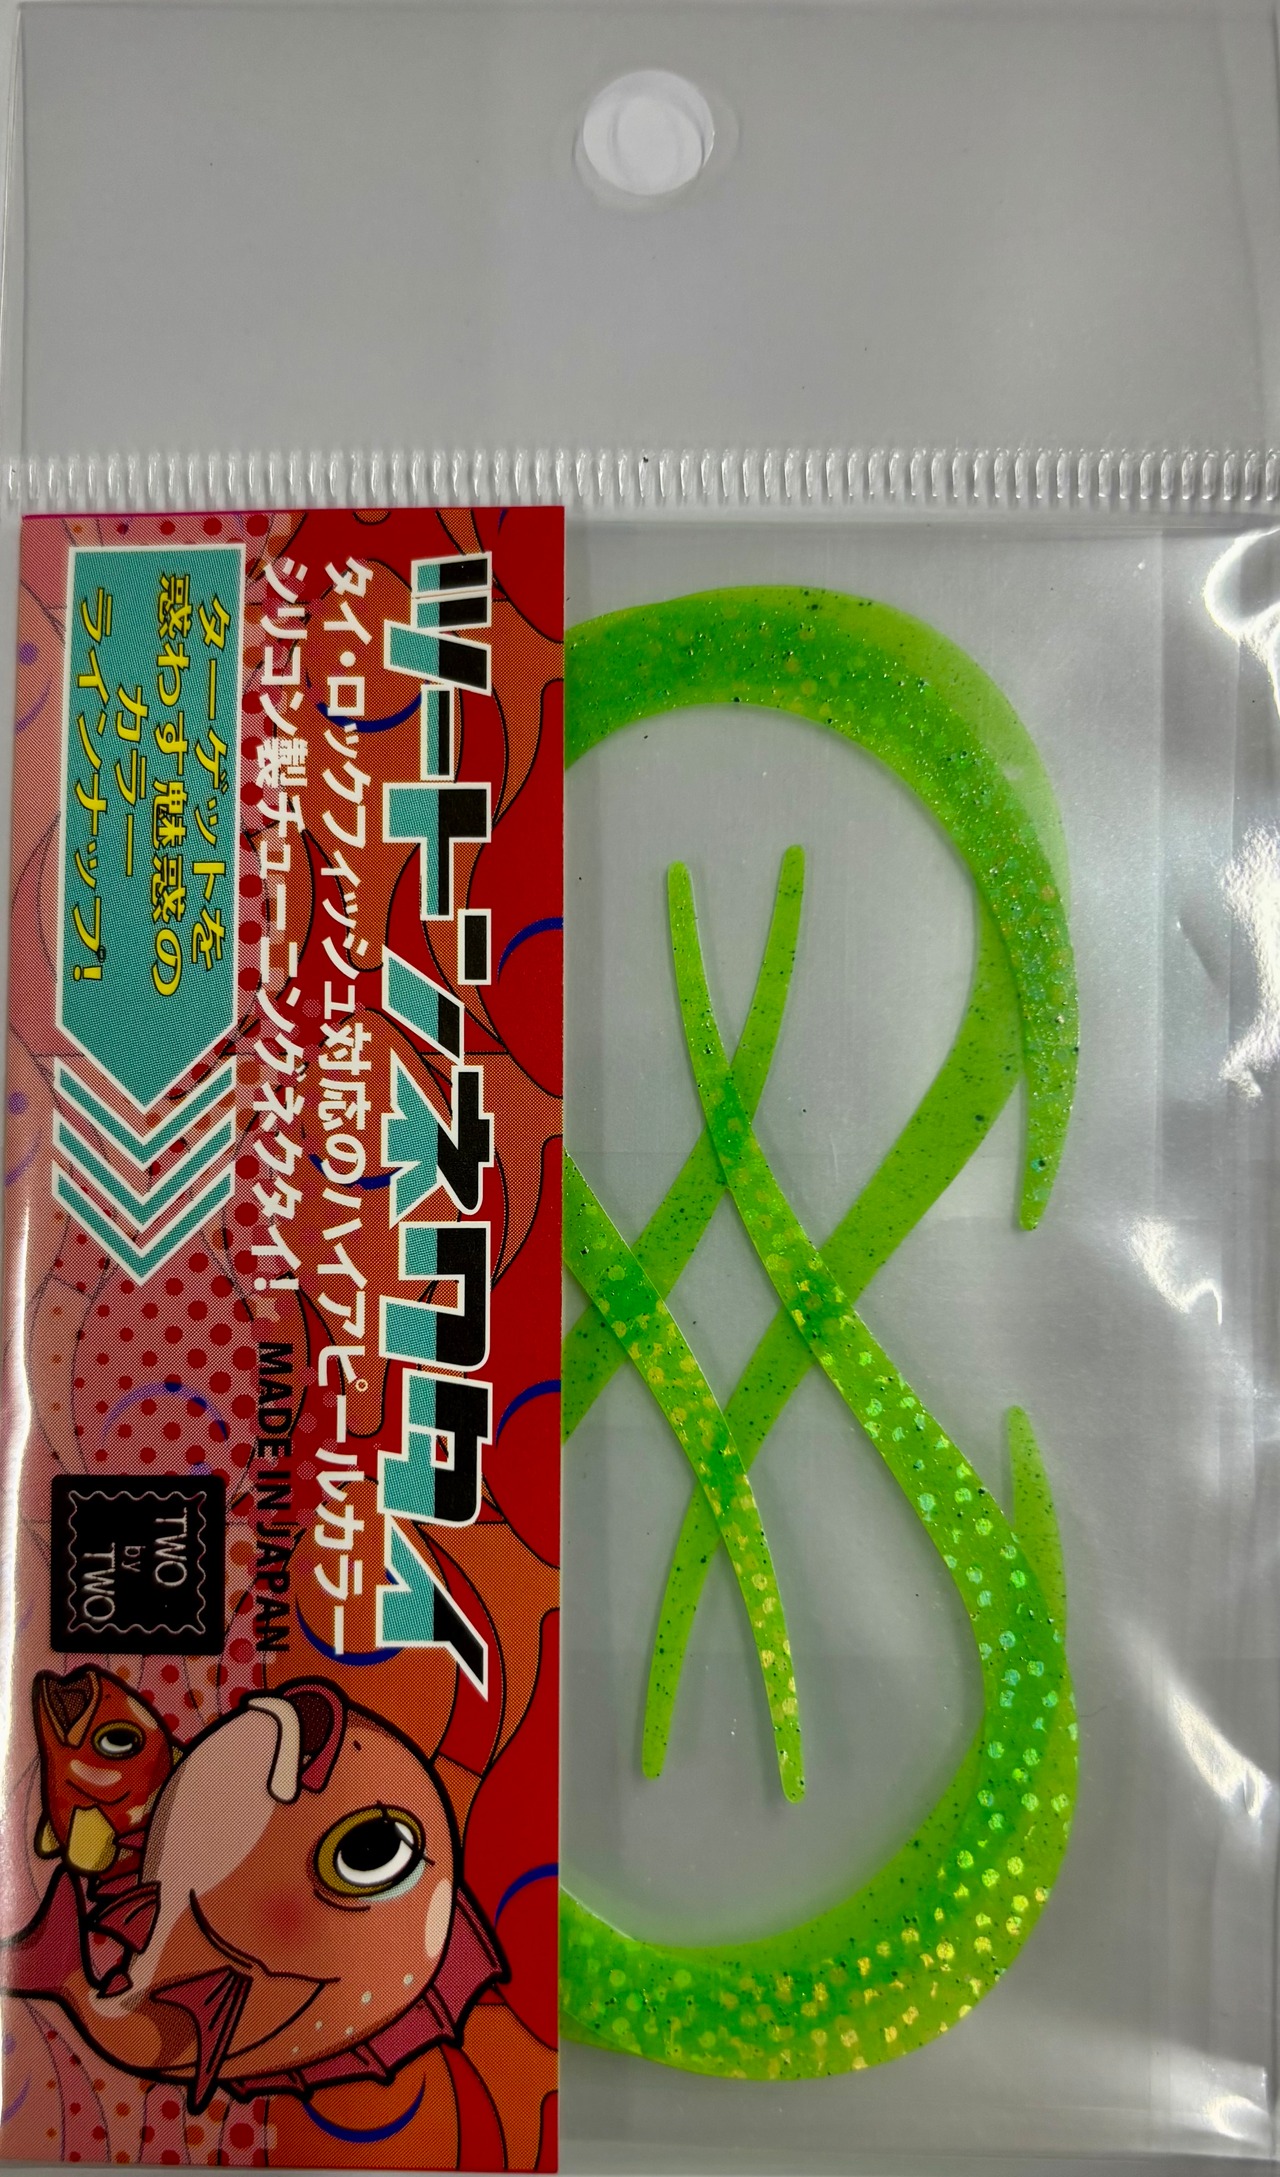 ツートンネクタイ
タイ・ロックフィッシュ対応のハイアピールカラー
シリコン製チューニングネクタイ!
MADE IN JAPAN
ターゲットを
惑わす魅惑の
カラー
ラインナップ!
TWO
by
TWO